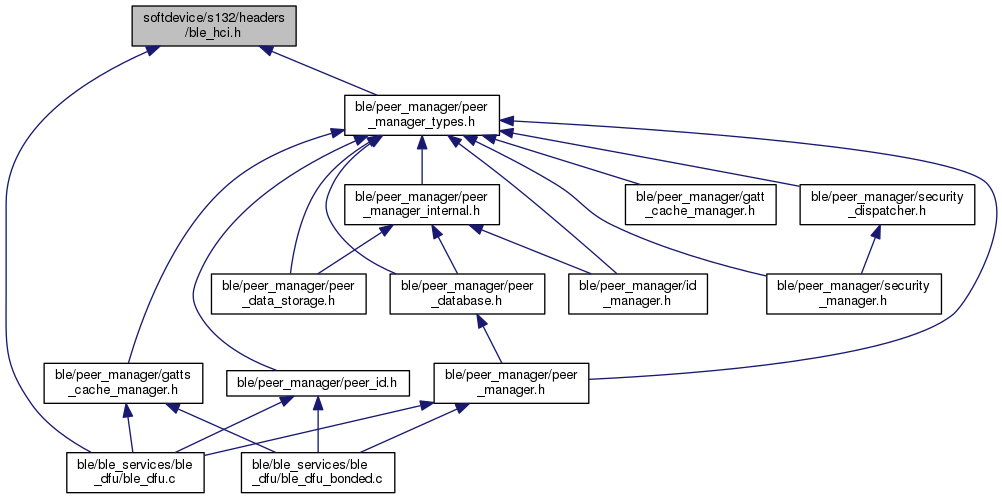 softdevice/s132/headers
/ble_hci.h
ble/peer_manager/peer
_manager_types.h
ble/peer_manager/peer
_manager_internal.h
ble/peer_manager/gatt
_cache_manager.h
ble/peer_manager/security
_dispatcher.h
ble/peer_manager/peer
_data_storage.h
ble/peer_manager/peer
_database.h
ble/peer_manager/id
_manager.h
ble/peer_manager/security
_manager.h
ble/peer_manager/gatts
_cache_manager.h
ble/peer_manager/peer_id.h
ble/peer_manager/peer
_manager.h
ble/ble_services/ble
_dfu/ble_dfu.c
ble/ble_services/ble
_dfu/ble_dfu_bonded.c